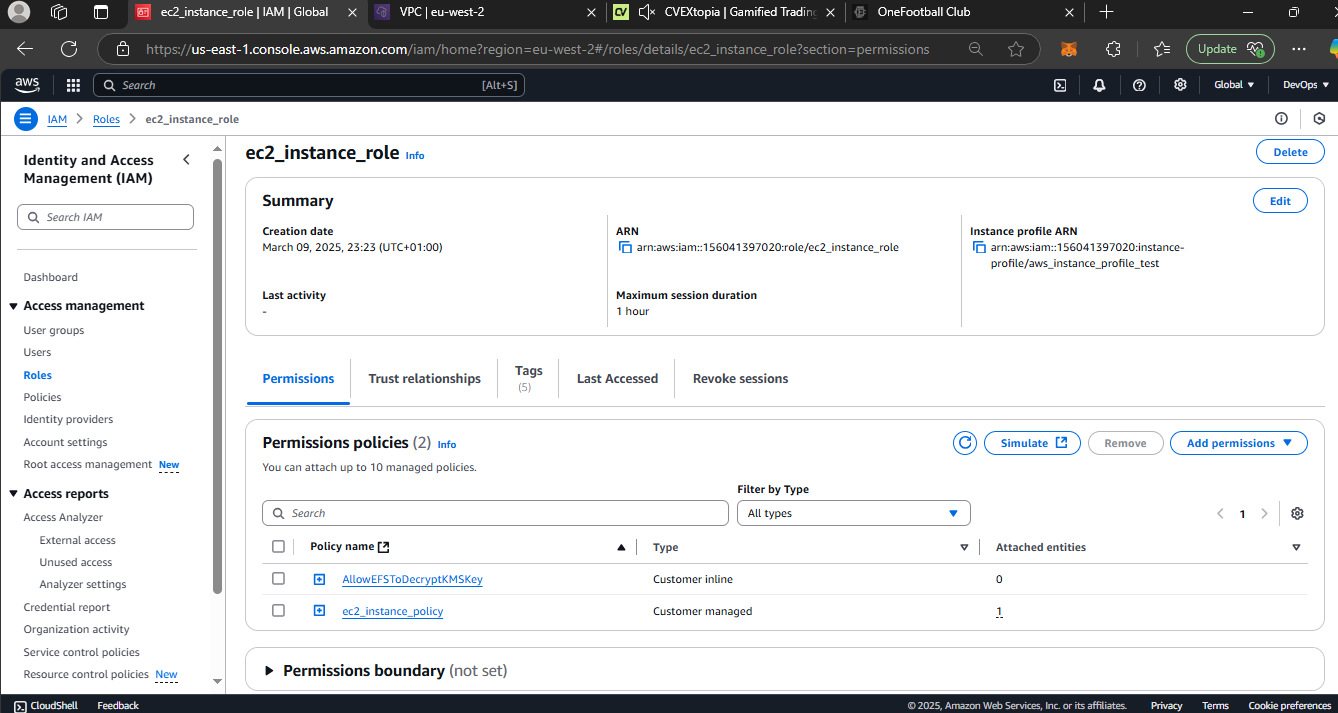 ec2_instance_role | IAM | Global
VPC | eu-west-2
CVEXtopia | Gamified Trading
OneFootball Club
https://us-east-1.console.aws.amazon.com/iam/home?region=eu-west-2#/roles/details/ec2_instance_role?section=permissions
Update
aws
Search
[Alt+S]
Global
DevOps
IAM
Roles
ec2_instance_role
Identity and Access
Management (IAM)
Search IAM
Dashboard
Access management
User groups
Users
Roles
Policies
Identity providers
Account settings
Root access management New
Access reports
Access Analyzer
External access
Unused access
Analyzer settings
Credential report
Organization activity
Service control policies
Resource control policies New
ec2_instance_role Info
Delete
Summary
Edit
Creation date
March 09, 2025, 23:23 (UTC+01:00)
ARN
arn:aws:iam::156041397020:role/ec2_instance_role
Instance profile ARN
arn:aws:iam::156041397020:instance-
profile/aws_instance_profile_test
Last activity
-
Maximum session duration
1 hour
Permissions
Trust relationships
Tags
(5)
Last Accessed
Revoke sessions
Permissions policies (2) Info
Simulate
Remove
Add permissions
You can attach up to 10 managed policies.
Filter by Type
Search
All types
1
Policy name
Type
Attached entities
AllowEFSToDecryptKMSKey
Customer inline
0
ec2_instance_policy
Customer managed
1
Permissions boundary (not set)
CloudShell
Feedback
© 2025, Amazon Web Services, Inc. or its affiliates.
Privacy
Terms
Cookie preferences